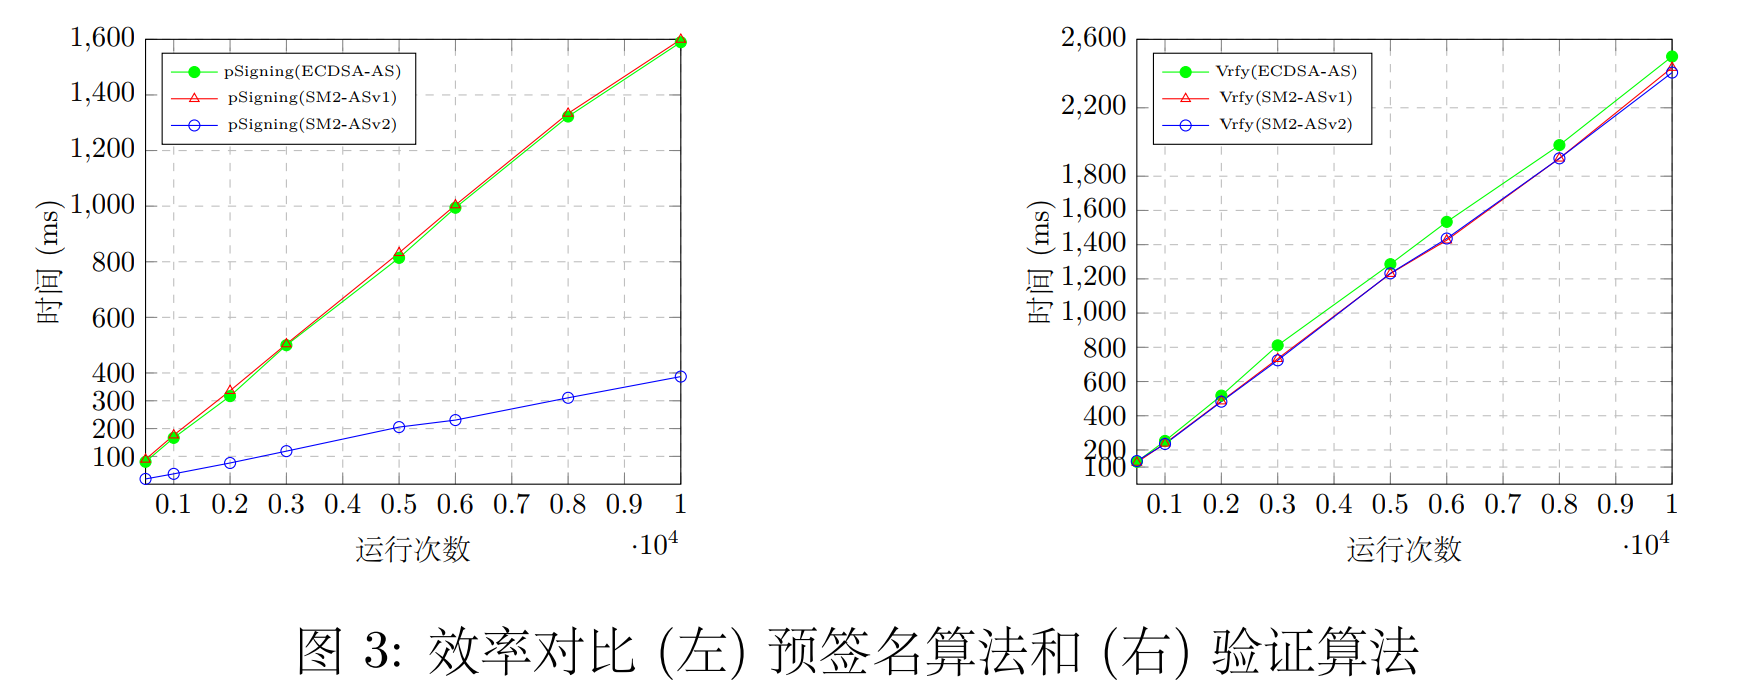 1,600
1,400
1,200
1,000
800
600
400
300
200
100
时间 (ms)
pSigning(ECDSA-AS)
pSigning(SM2-ASv1)
pSigning(SM2-ASv2)
0.1 0.2 0.3 0.4 0.5 0.6 0.7 0.8 0.9 1
·10⁴
运行次数
2,600
2,200
1,800
1,600
1,400
1,200
1,000
800
600
400
200
100
时间 (ms)
Vrfy(ECDSA-AS)
Vrfy(SM2-ASv1)
Vrfy(SM2-ASv2)
0.1 0.2 0.3 0.4 0.5 0.6 0.7 0.8 0.9 1
·10⁴
运行次数
图 3: 效率对比 (左) 预签名算法和 (右) 验证算法